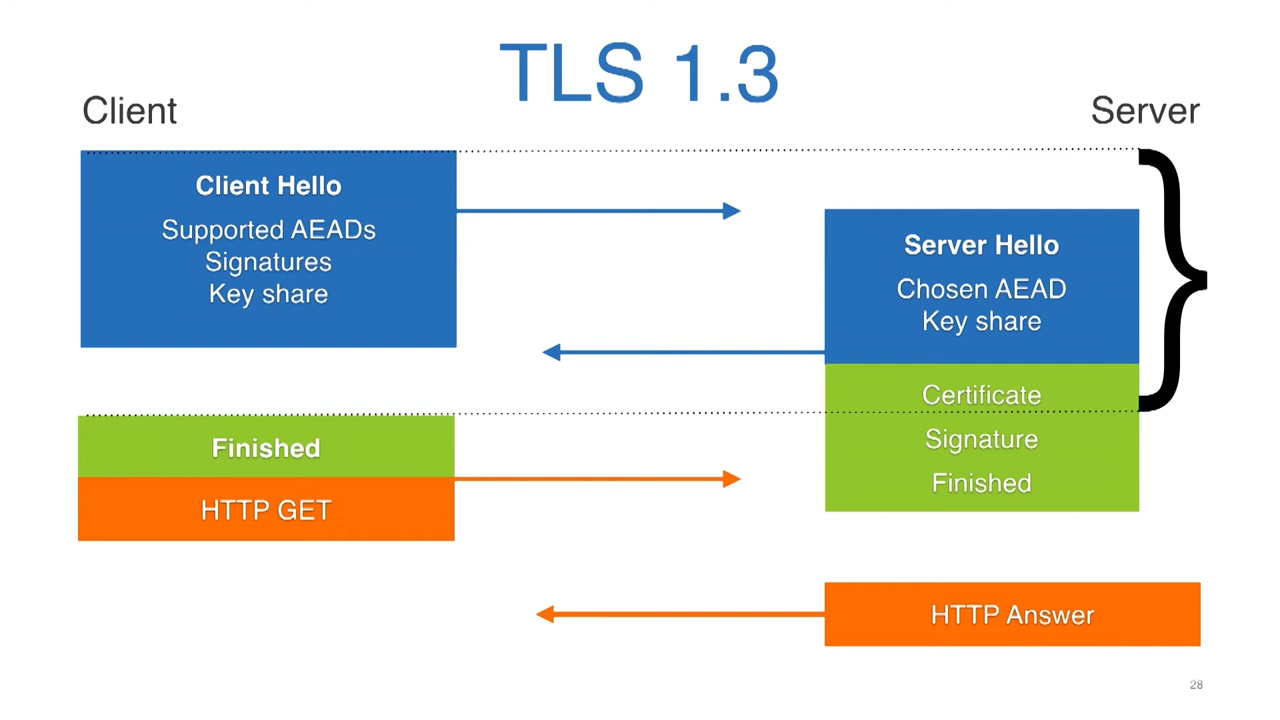 TLS 1.3
Client
Server
Client Hello
Supported AEADs
Signatures
Key share
Server Hello
Chosen AEAD
Key share
Certificate
Signature
Finished
Finished
HTTP GET
HTTP Answer
28